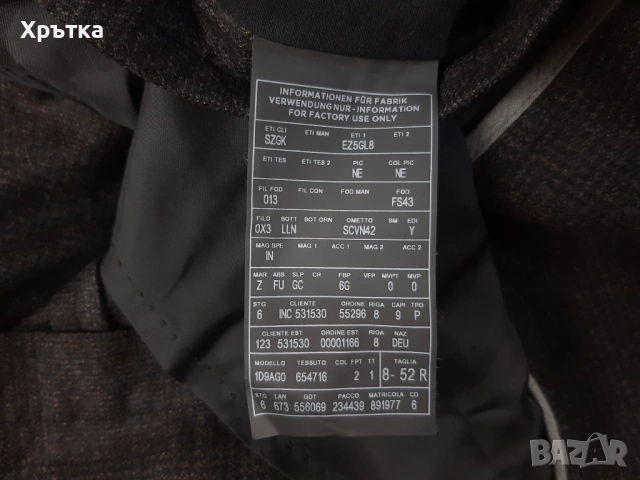 Хрътка
INFORMATIONEN FÜR FABRIK
VERWENDUNG NUR - INFORMATION
FOR FACTORY USE ONLY
ETI CLI ETI MAN ETI 1 ETI 2
SZGK EZ5GL8
ETI TES ETI TES 2 PIC COL PIC
NE NE
FIL FOD FIL CON FOD MAN FOD
013 FS43
FILO BOTT BOT ORN OMETTO SM EDI
0X3 LLN SCVN42 Y
MAG SPE MAG 1 ACC 1 MAG 2 ACC 2
IN
MAR ABS SLP CR FBP VFP MVPT MVP
Z FU GC 6G 0 0
STG CLIENTE ORDINE RIGA CAPI TPO
6 INC 531530 55296 8 9 P
CLIENTE EST ORDINE EST RIGA NAZ
123 531530 00001166 8 DEU
MODELLO TESSUTO COL FPT TT TAGLIA
1D9AG0 654716 2 1 8- 52 R
STG LAN GDT PACCO MATRICOLA CD
6 673 556069 234439 891977 6
BAZAR